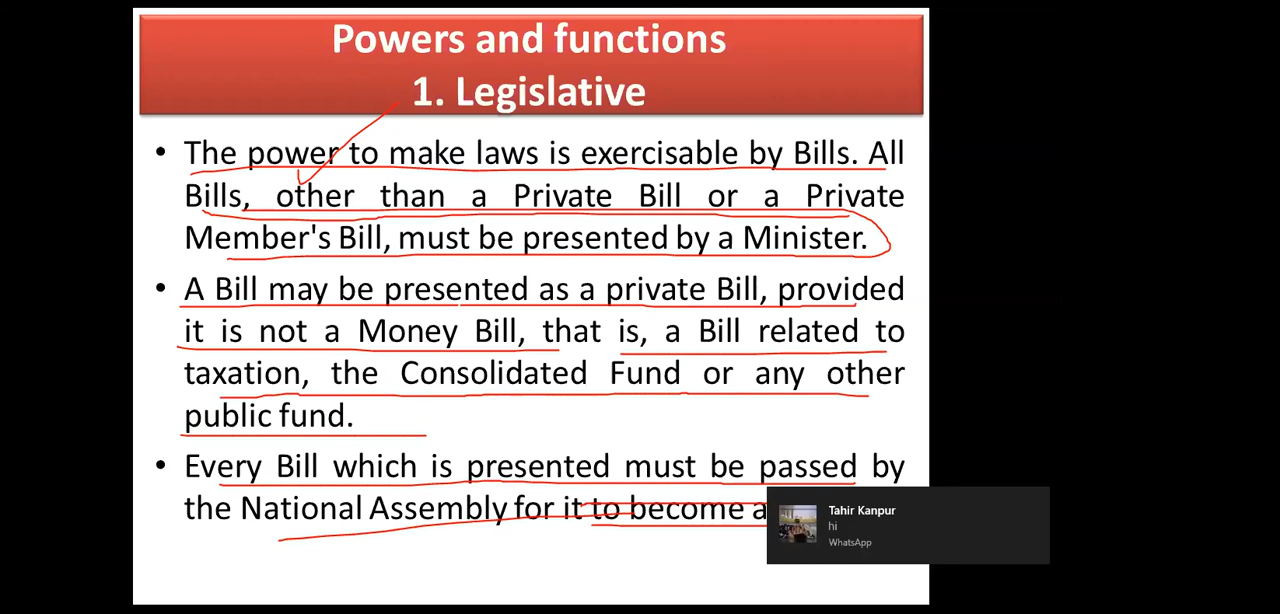 Powers and functions
1. Legislative
• The power to make laws is exercisable by Bills. All
Bills, other than a Private Bill or a Private
Member's Bill, must be presented by a Minister.
• A Bill may be presented as a private Bill, provided
it is not a Money Bill, that is, a Bill related to
taxation, the Consolidated Fund or any other
public fund.
• Every Bill which is presented must be passed by
the National Assembly for it to become a
Tahir Kanpur
hi
WhatsApp